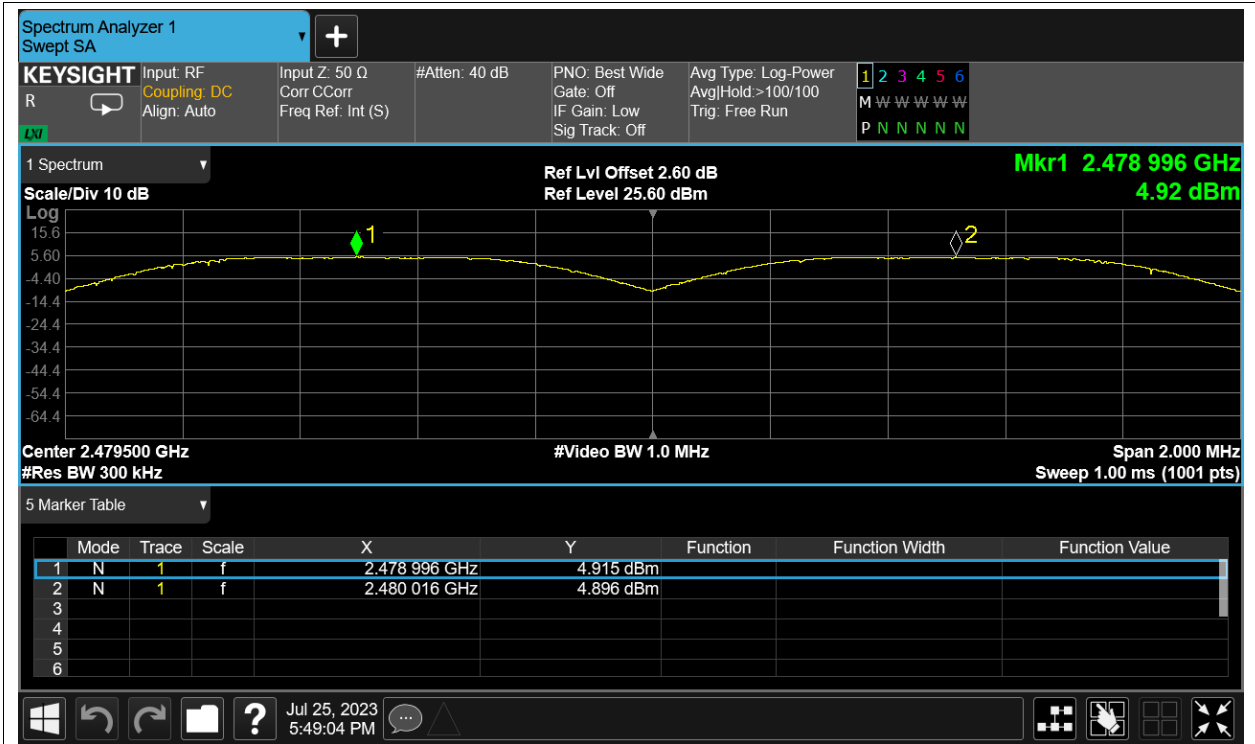 Spectrum Analyzer 1
Swept SA
+
KEYSIGHT
R
LXI
Input: RF
Coupling: DC
Align: Auto
Input Z: 50 Ω
Corr CCorr
Freq Ref: Int (S)
#Atten: 40 dB
PNO: Best Wide
Gate: Off
IF Gain: Low
Sig Track: Off
Avg Type: Log-Power
Avg|Hold:>100/100
Trig: Free Run
1 2 3 4 5 6
M W W W W W
P N N N N N
1 Spectrum
Scale/Div 10 dB
Ref Lvl Offset 2.60 dB
Ref Level 25.60 dBm
Mkr1 2.478 996 GHz
4.92 dBm
Log
15.6
5.60
-4.40
-14.4
-24.4
-34.4
-44.4
-54.4
-64.4
1
2
Center 2.479500 GHz
#Res BW 300 kHz
#Video BW 1.0 MHz
Span 2.000 MHz
Sweep 1.00 ms (1001 pts)
5 Marker Table
Mode Trace Scale X Y Function Function Width Function Value
1 N 1 f 2.478 996 GHz 4.915 dBm
2 N 1 f 2.480 016 GHz 4.896 dBm
3
4
5
6
?
Jul 25, 2023
5:49:04 PM